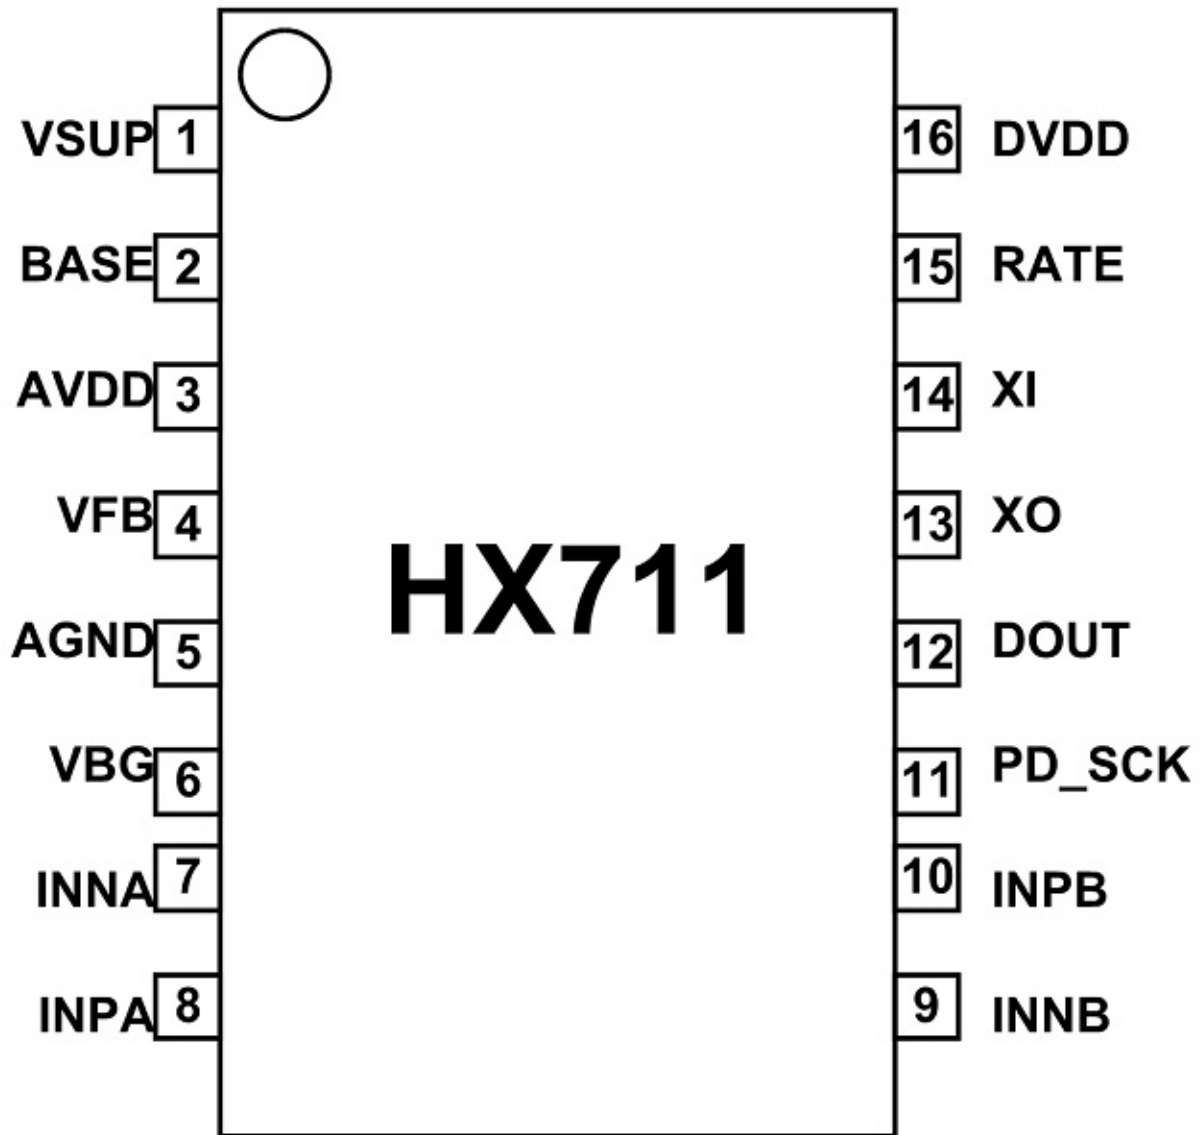 VSUP 1 16 DVDD
BASE 2 15 RATE
AVDD 3 14 XI
VFB 4 13 XO
HX711
AGND 5 12 DOUT
VBG 6 11 PD_SCK
INNA 7 10 INPB
INPA 8 9 INNB